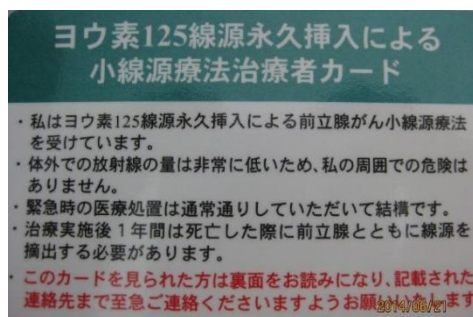 ヨウ素125線源永久挿入による
小線源療法治療者カード
・私はヨウ素125線源永久挿入による前立腺がん小線源療法
を受けています。
・体外での放射線の量は非常に低いため、私の周囲での危険は
ありません。
・緊急時の医療処置は通常通りしていただいて結構です。
・治療実施後1年間は死亡した際に前立腺とともに線源を
摘出する必要があります。
・このカードを見られた方は裏面をお読みになり、記載された
連絡先まで至急ご連絡くださいますようお願いいたします
2014/06/21